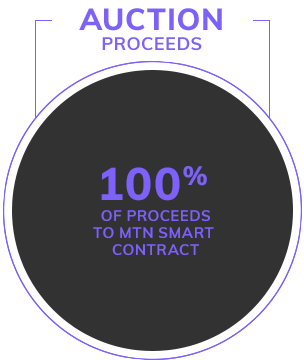 AUCTION
PROCEEDS
100%
OF PROCEEDS
TO MTN SMART
CONTRACT